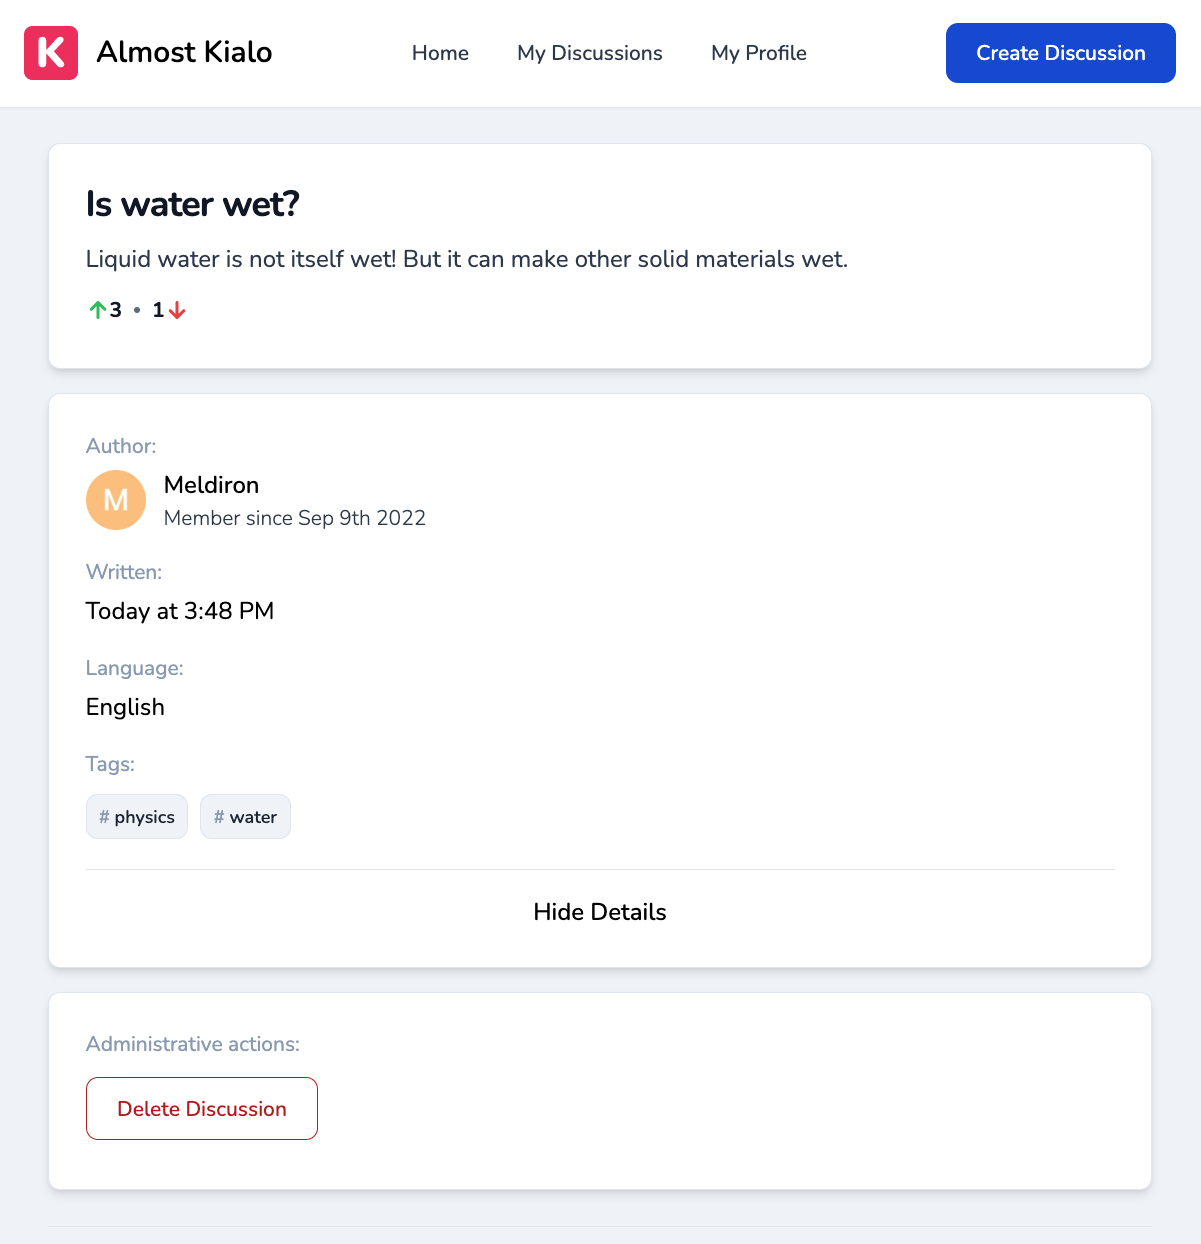 K Almost Kialo Home My Discussions My Profile Create Discussion
Is water wet?
Liquid water is not itself wet! But it can make other solid materials wet.
3 • 1
Author:
M Meldiron
Member since Sep 9th 2022
Written:
Today at 3:48 PM
Language:
English
Tags:
# physics # water
Hide Details
Administrative actions:
Delete Discussion